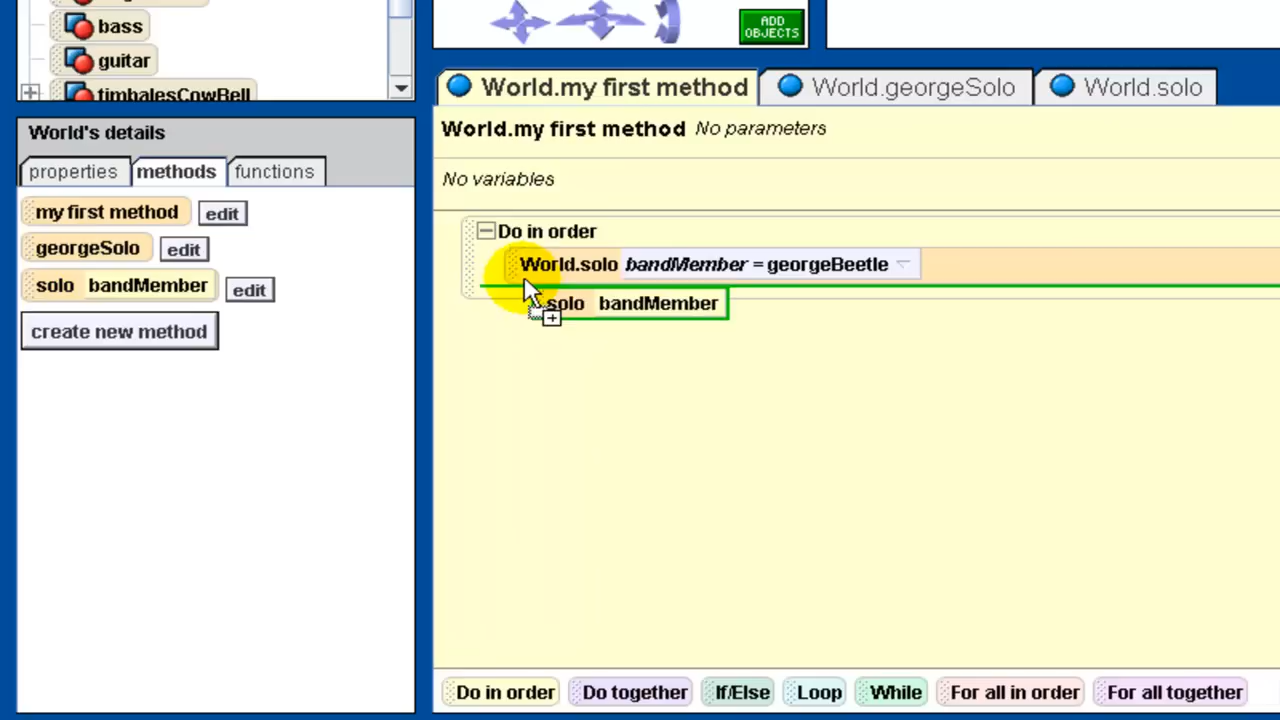 bass
guitar
timbalesCowBell
ADD
OBJECTS
World.my first method
World.georgeSolo
World.solo
World's details
World.my first method No parameters
properties
methods
functions
No variables
my first method edit
georgeSolo edit
solo bandMember edit
create new method
Do in order
World.solo bandMember = georgeBeetle
solo bandMember
Do in order
Do together
If/Else
Loop
While
For all in order
For all together